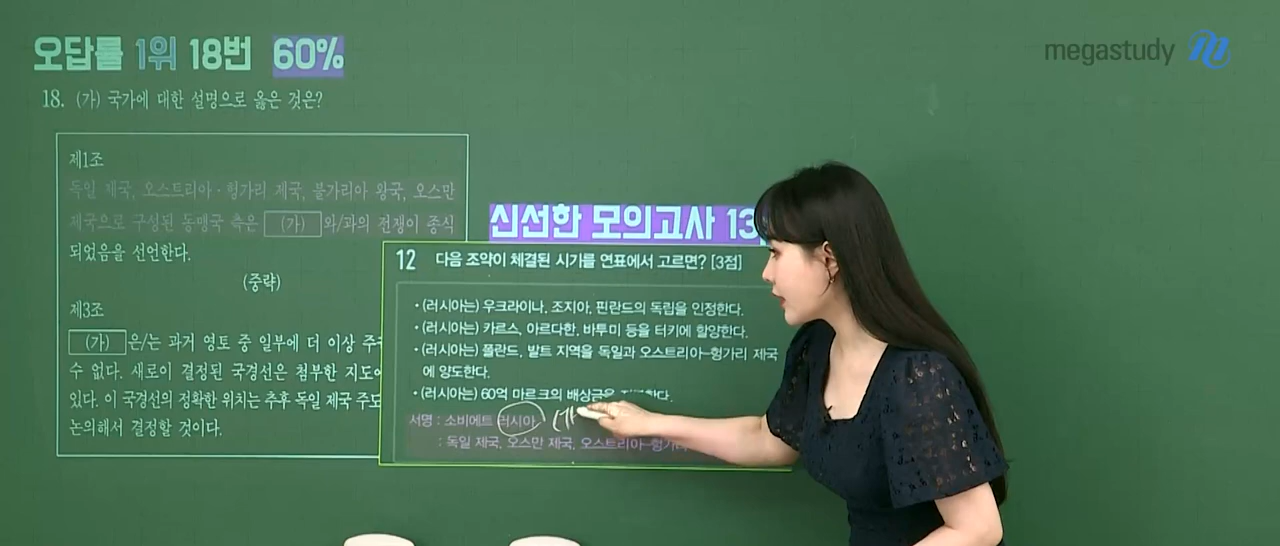 오답률 1위 18번 60%
megastudy
18. (가) 국가에 대한 설명으로 옳은 것은?
제1조
독일 제국, 오스트리아·헝가리 제국, 불가리아 왕국, 오스만
제국으로 구성된 동맹국 측은 (가) 와/과의 전쟁이 종식
되었음을 선언한다.
(중략)
제3조
(가) 은/는 과거 영토 중 일부에 더 이상
수 없다. 새로이 결정된 국경선은 첨부한 지도에
있다. 이 국경선의 정확한 위치는 추후 독일 제국 주도
논의해서 결정할 것이다.
신선한 모의고사 13
12 다음 조약이 체결된 시기를 연표에서 고르면? [3점]
• (러시아는) 우크라이나, 조지아, 핀란드의 독립을 인정한다.
• (러시아는) 카르스, 아르다한, 바투미 등을 터키에 할양한다.
• (러시아는) 폴란드, 발트 지역을 독일과 오스트리아–헝가리 제국
에 양도한다.
• (러시아는) 60억 마르크의 배상금을
서명 : 소비에트 러시아
: 독일 제국, 오스만 제국, 오스트리아–헝가리